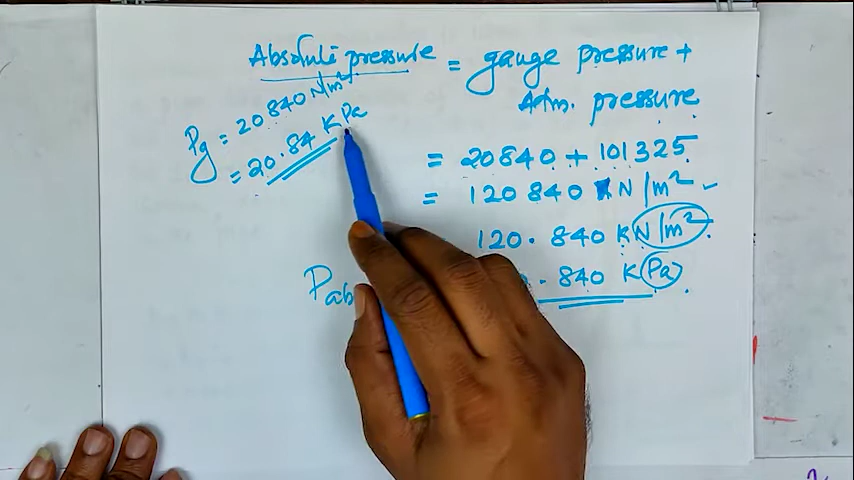 Absolute pressure = gauge pressure +
Atm. pressure
Pg = 20840 N/m²
= 20.84 KPa
= 20840 + 101325
= 120840 N/m²
120.840 KN/m².
Pab .840 KPa.